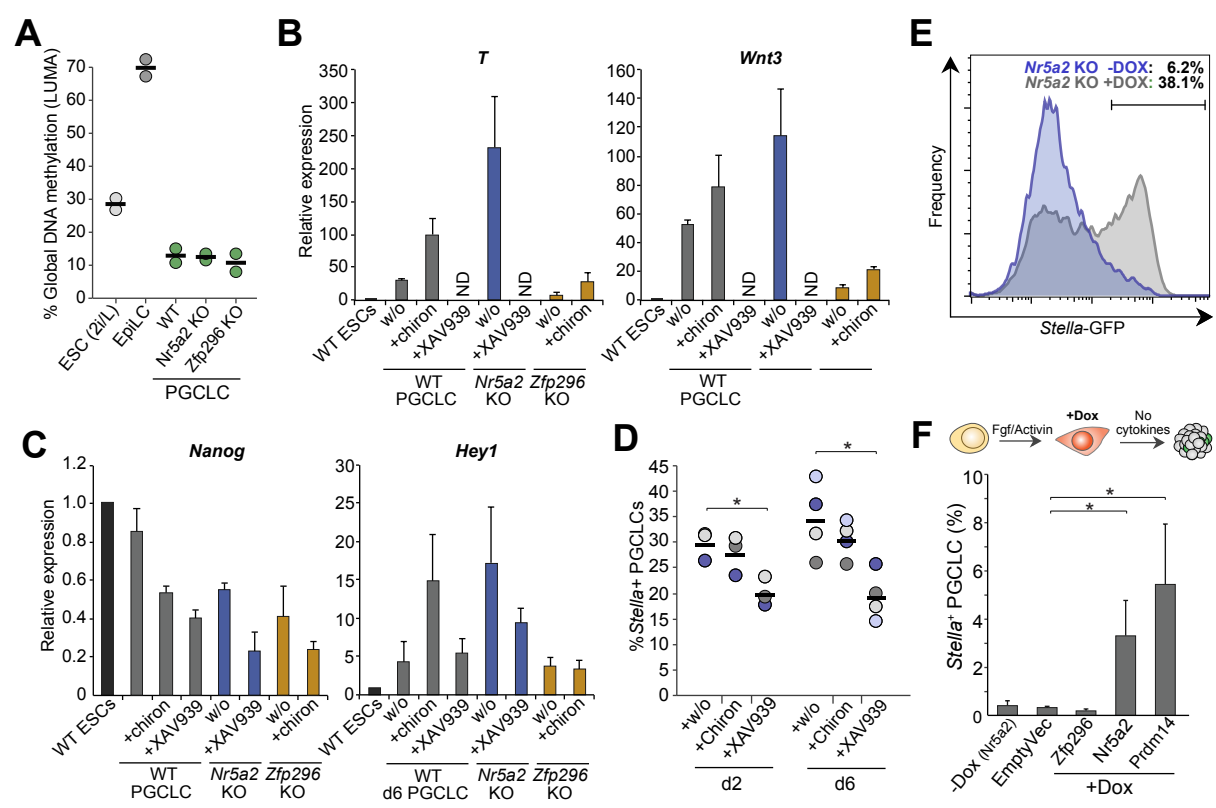 A
% Global DNA methylation (LUMA)
70
60
50
40
30
20
10
0
ESC (2i/L)
EpiLC
WT
Nr5a2 KO
Zfp296 KO
PGCLC
B
T
Relative expression
350
300
250
200
150
100
50
0
ND
ND
WT ESCs
w/o
+chiron
+XAV939
w/o
+XAV939
w/o
+chiron
WT
PGCLC
Nr5a2
KO
Zfp296
KO
Wnt3
160
140
120
100
80
60
40
20
0
ND
ND
WT ESCs
w/o
+chiron
+XAV939
w/o
+XAV939
w/o
+chiron
WT
PGCLC
C
Nanog
Relative expression
1.2
1.0
0.8
0.6
0.4
0.2
0
WT ESCs
+chiron
+XAV939
w/o
+XAV939
w/o
+chiron
WT
PGCLC
Nr5a2
KO
Zfp296
KO
Hey1
30
25
20
15
10
5
0
WT ESCs
w/o
+chiron
+XAV939
w/o
+XAV939
w/o
+chiron
WT
d6 PGCLC
Nr5a2
KO
Zfp296
KO
D
%Stella+ PGCLCs
45
40
35
30
25
20
15
10
5
0
*
*
+w/o
+Chiron
+XAV939
+w/o
+Chiron
+XAV939
d2
d6
E
Nr5a2 KO -DOX: 6.2%
Nr5a2 KO +DOX: 38.1%
Frequency
Stella-GFP
F
Fgf/Activin
+Dox
No
cytokines
Stella+ PGCLC (%)
10
8
6
4
2
0
*
*
-Dox (Nr5a2)
EmptyVec
Zfp296
Nr5a2
Prdm14
+Dox